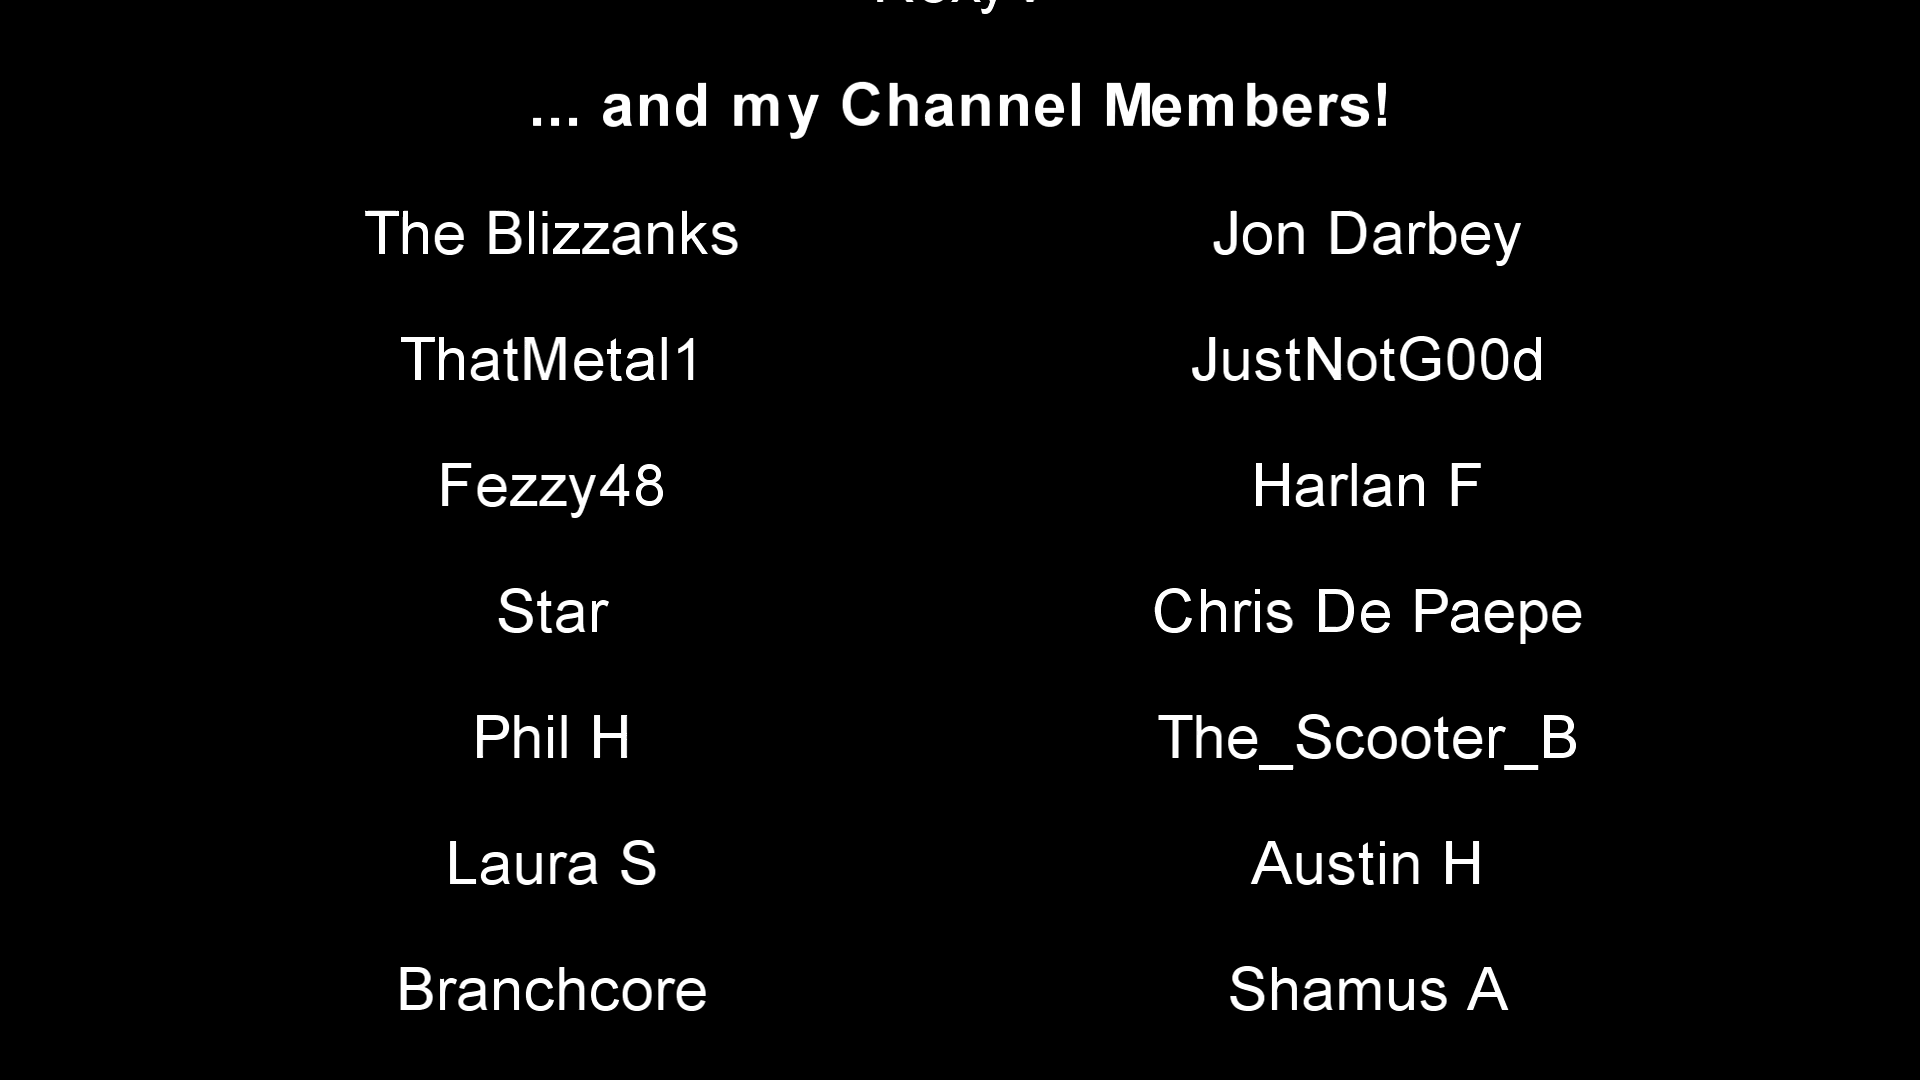 ... and my Channel Members!
The Blizzanks
Jon Darbey
ThatMetal1
JustNotG00d
Fezzy48
Harlan F
Star
Chris De Paepe
Phil H
The_Scooter_B
Laura S
Austin H
Branchcore
Shamus A